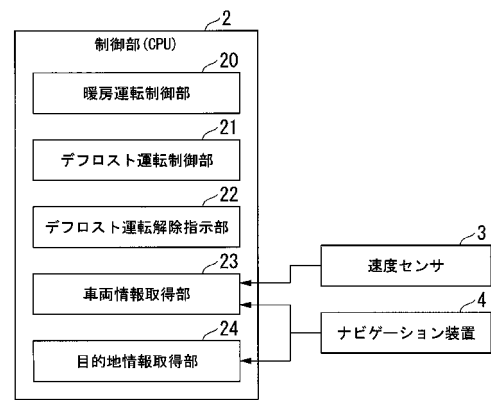 2
制御部(CPU)
20
暖房運転制御部
21
デフロスト運転制御部
22
デフロスト運転解除指示部
23
車両情報取得部
24
目的地情報取得部
3
速度センサ
4
ナビゲーション装置